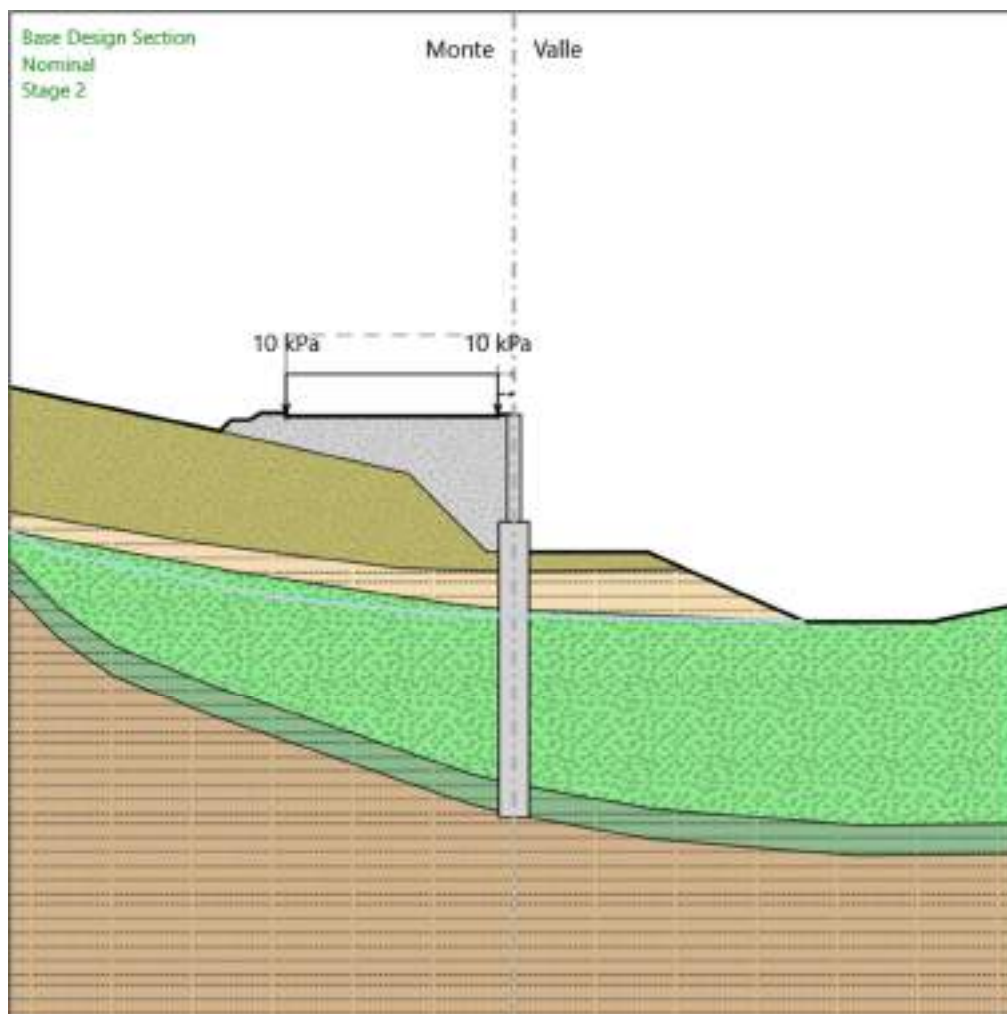 Base Design Section
Nominal
Stage 2
Monte
Valle
10 kPa
10 kPa